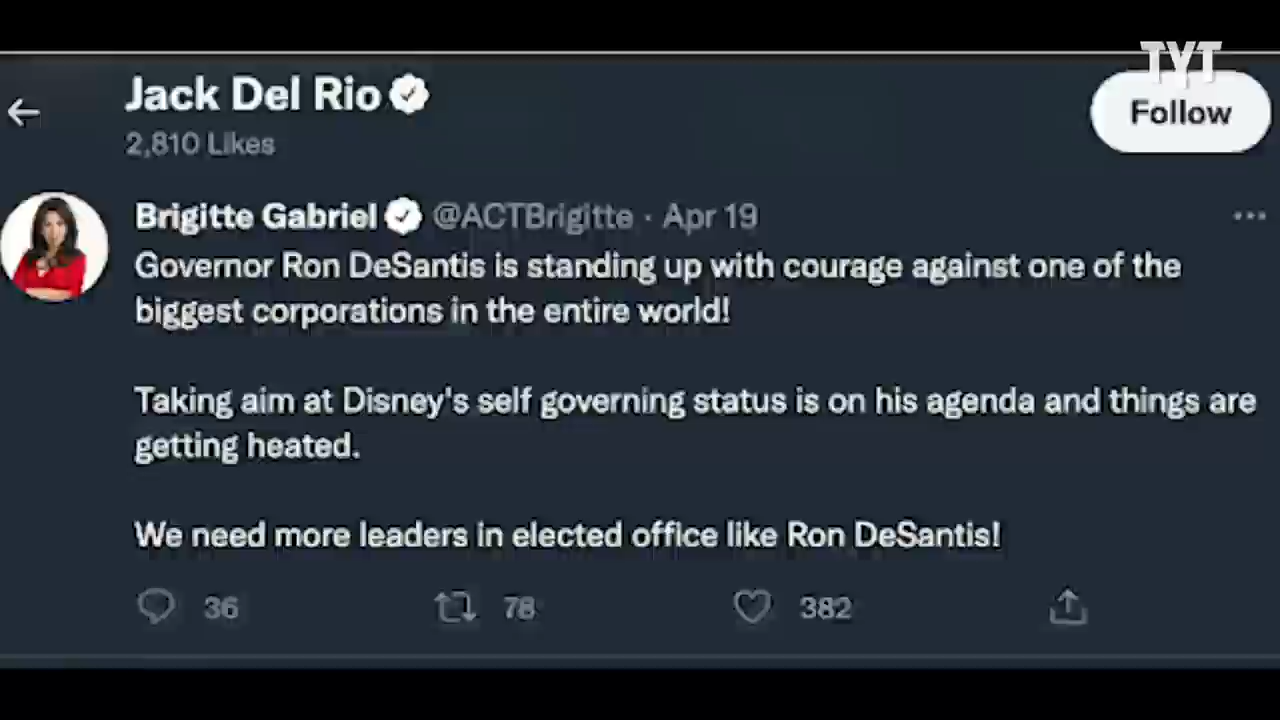 TYT
Jack Del Rio
Follow
2,810 Likes
Brigitte Gabriel @ACTBrigitte · Apr 19
Governor Ron DeSantis is standing up with courage against one of the
biggest corporations in the entire world!
Taking aim at Disney's self governing status is on his agenda and things are
getting heated.
We need more leaders in elected office like Ron DeSantis!
36 78 382